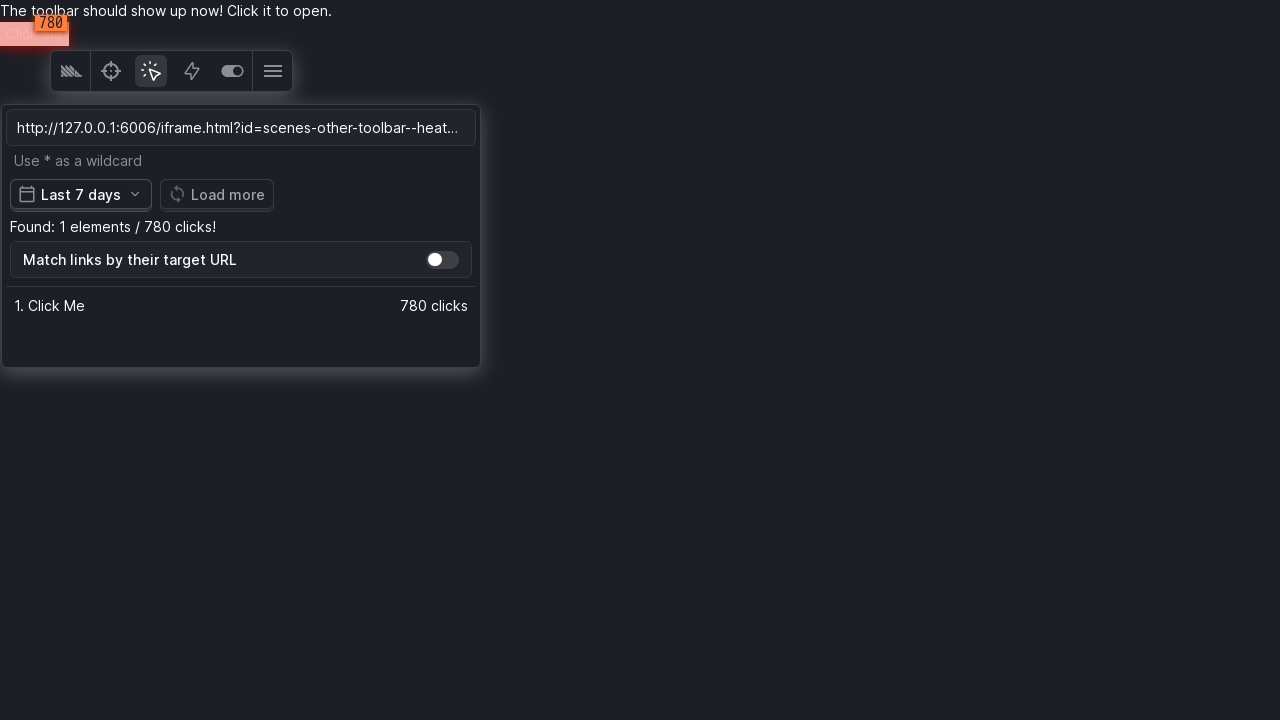 The toolbar should show up now! Click it to open.
780
Click Me
http://127.0.0.1:6006/iframe.html?id=scenes-other-toolbar--heat...
Use * as a wildcard
Last 7 days
Load more
Found: 1 elements / 780 clicks!
Match links by their target URL
1. Click Me
780 clicks